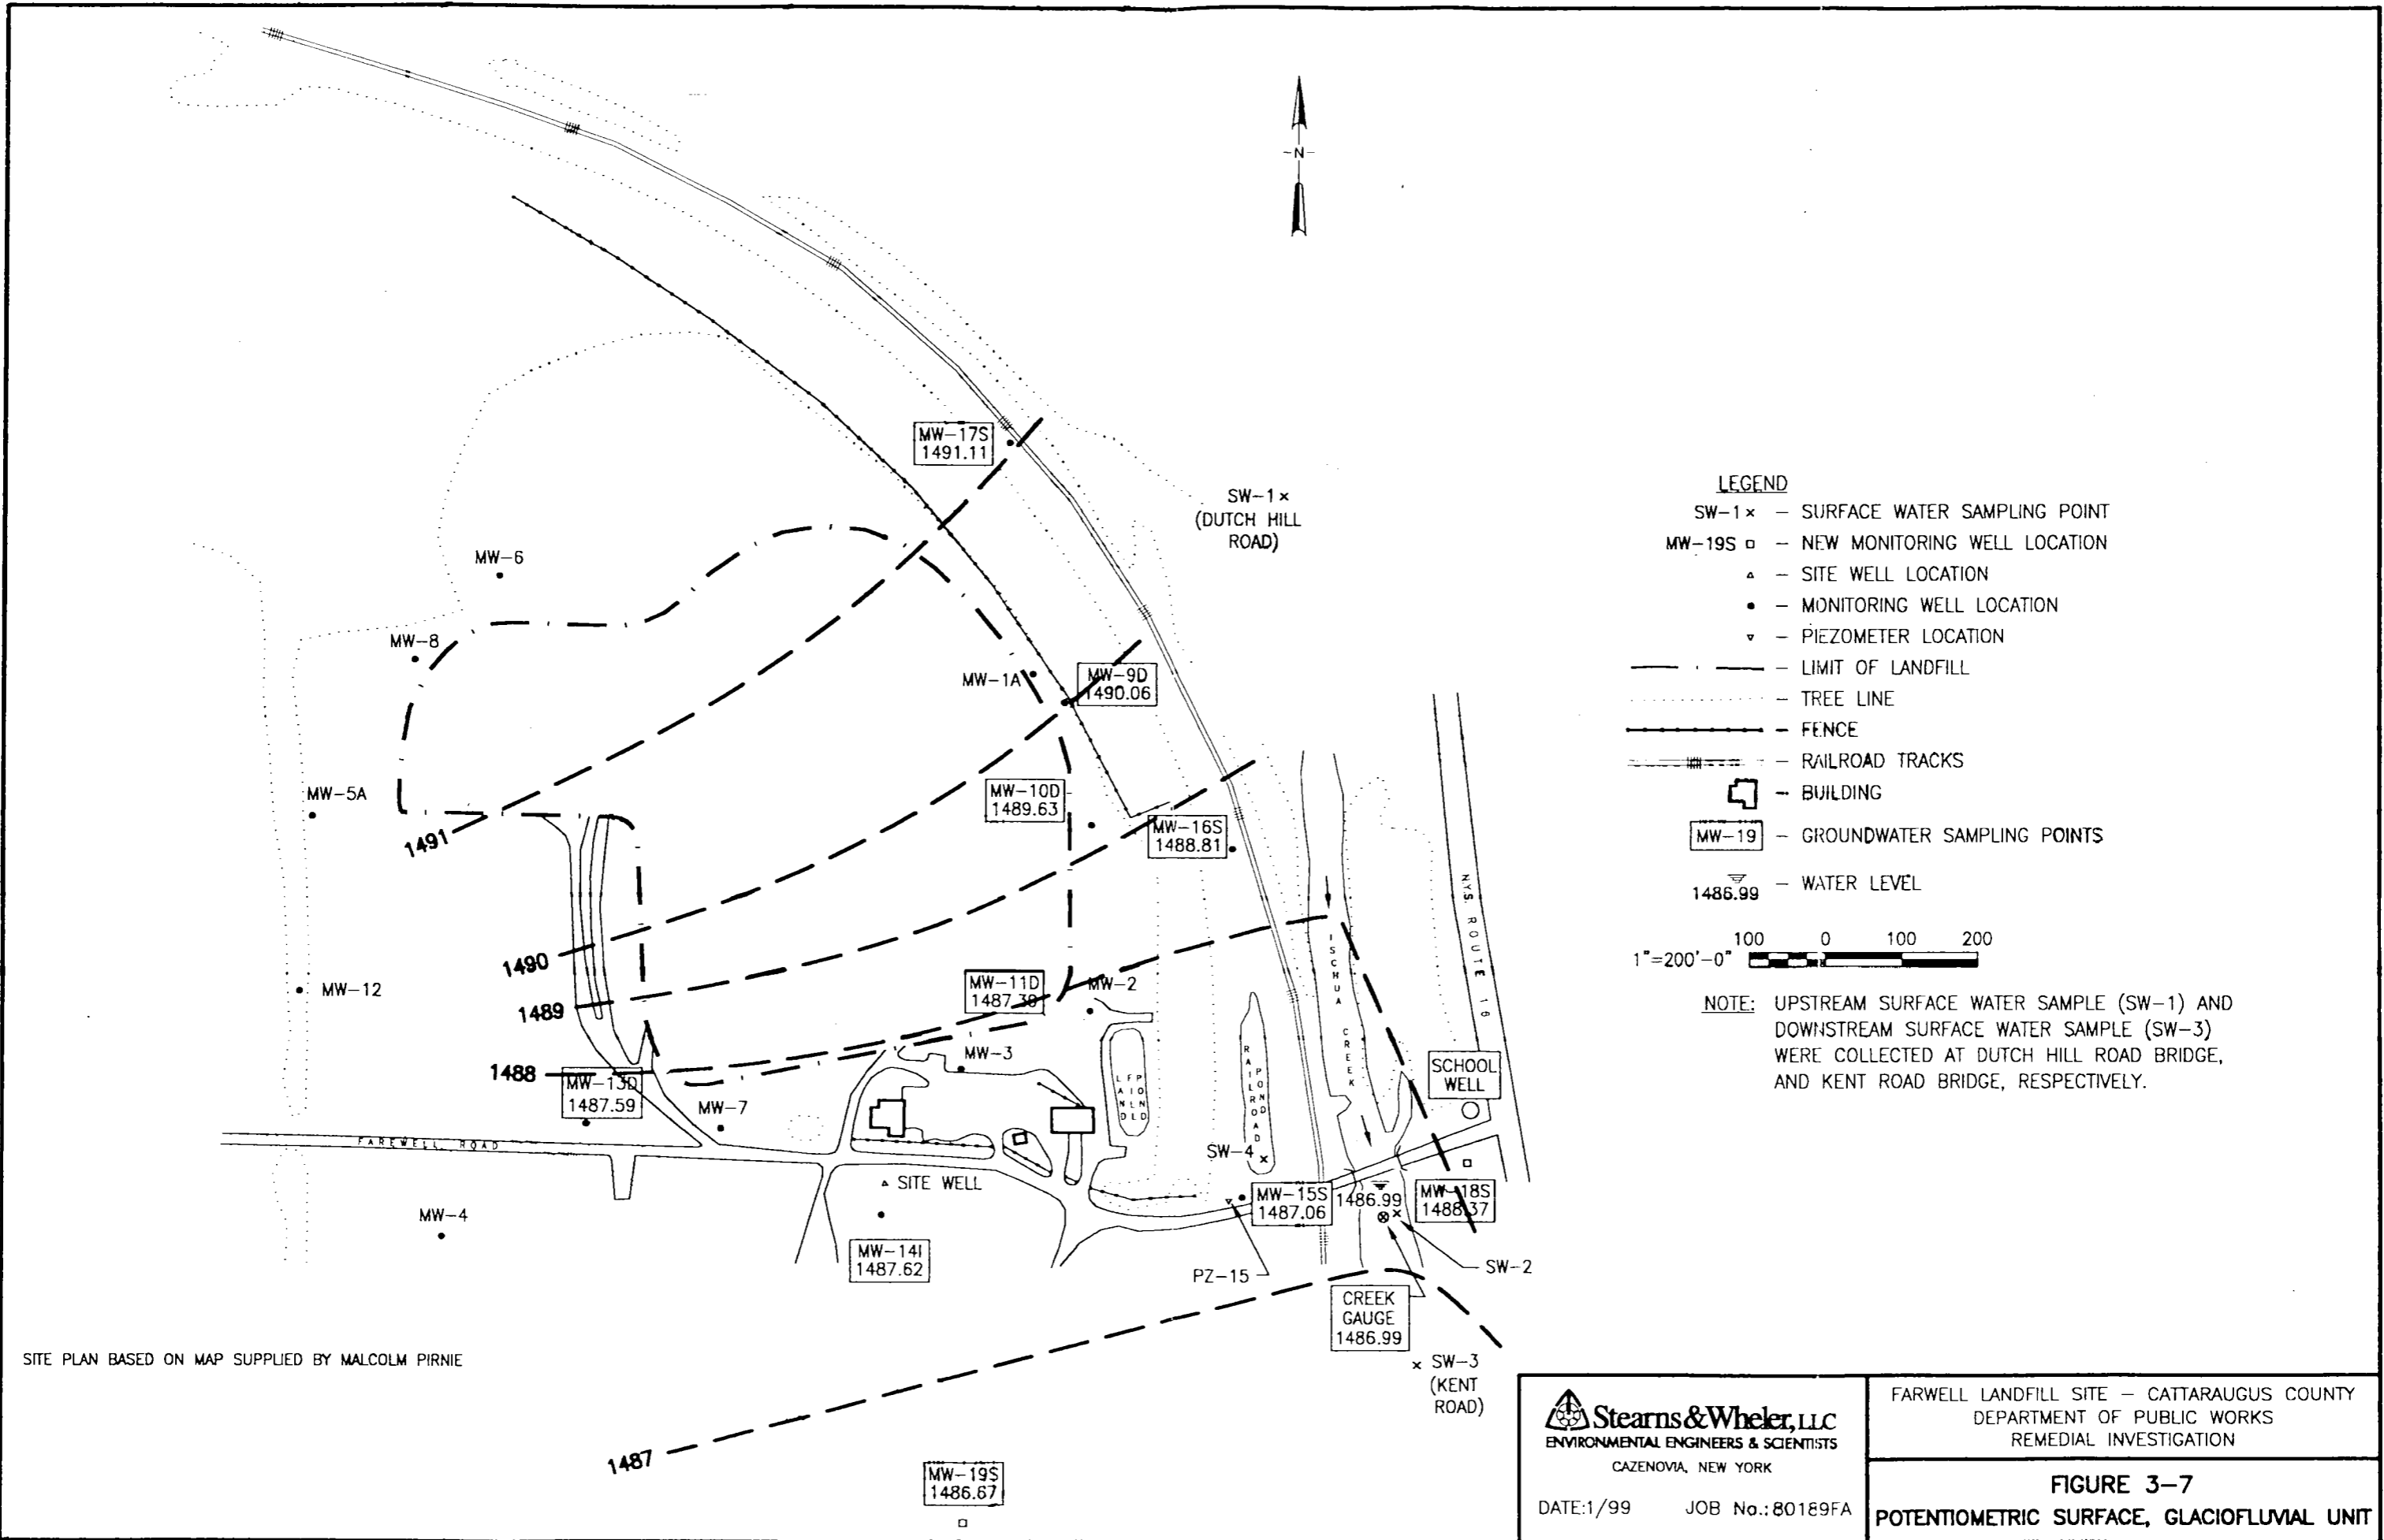 -N-
MW-17S
1491.11
SW-1 ×
(DUTCH HILL
ROAD)
MW-6
MW-8
MW-1A
MW-9D
1490.06
MW-5A
1491
MW-10D
1489.63
MW-16S
1488.81
1490
MW-12
1489
MW-11D
MW-2
ISCHUA CREEK
N.Y.S. ROUTE 16
MW-3
1488
MW-13D
1487.59
MW-7
LANDFILL POND
RAILROAD POND
SCHOOL
WELL
FAREWELL ROAD
SW-4
SITE WELL
MW-15S
1487.06
1486.99
MW-18S
1488.37
MW-4
MW-14I
1487.62
PZ-15
SW-2
CREEK
GAUGE
1486.99
× SW-3
(KENT
ROAD)
1487
MW-19S
1486.67
LEGEND
SW-1 × – SURFACE WATER SAMPLING POINT
MW-19S – NEW MONITORING WELL LOCATION
– SITE WELL LOCATION
– MONITORING WELL LOCATION
– PIEZOMETER LOCATION
– LIMIT OF LANDFILL
– TREE LINE
– FENCE
– RAILROAD TRACKS
– BUILDING
MW-19 – GROUNDWATER SAMPLING POINTS
1486.99 – WATER LEVEL
100 0 100 200
1"=200'-0"
NOTE: UPSTREAM SURFACE WATER SAMPLE (SW-1) AND
DOWNSTREAM SURFACE WATER SAMPLE (SW-3)
WERE COLLECTED AT DUTCH HILL ROAD BRIDGE,
AND KENT ROAD BRIDGE, RESPECTIVELY.
SITE PLAN BASED ON MAP SUPPLIED BY MALCOLM PIRNIE
Stearns & Wheler, LLC
ENVIRONMENTAL ENGINEERS & SCIENTISTS
CAZENOVIA, NEW YORK
DATE:1/99 JOB No.:80189FA
FARWELL LANDFILL SITE – CATTARAUGUS COUNTY
DEPARTMENT OF PUBLIC WORKS
REMEDIAL INVESTIGATION
FIGURE 3-7
POTENTIOMETRIC SURFACE, GLACIOFLUVIAL UNIT